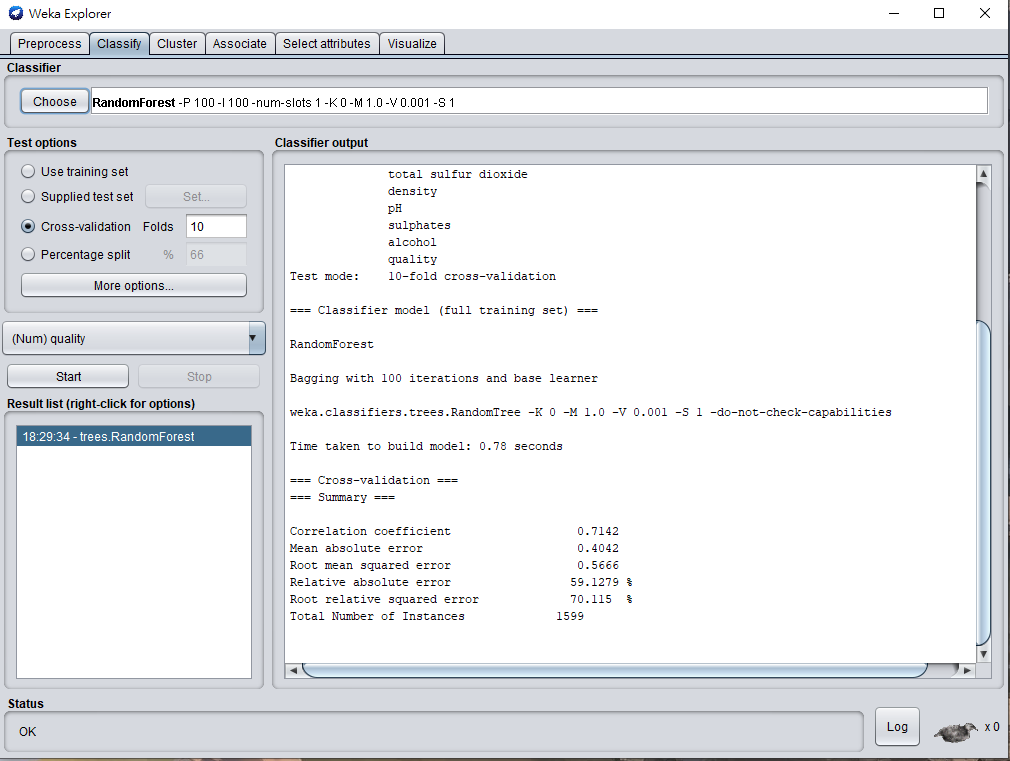 Weka Explorer
Preprocess Classify Cluster Associate Select attributes Visualize
Classifier
Choose RandomForest -P 100 -I 100 -num-slots 1 -K 0 -M 1.0 -V 0.001 -S 1
Test options
Use training set
Supplied test set Set...
Cross-validation Folds 10
Percentage split % 66
More options...
(Num) quality
Start Stop
Result list (right-click for options)
18:29:34 - trees.RandomForest
Classifier output
total sulfur dioxide
density
pH
sulphates
alcohol
quality
Test mode: 10-fold cross-validation
=== Classifier model (full training set) ===
RandomForest
Bagging with 100 iterations and base learner
weka.classifiers.trees.RandomTree -K 0 -M 1.0 -V 0.001 -S 1 -do-not-check-capabilities
Time taken to build model: 0.78 seconds
=== Cross-validation ===
=== Summary ===
Correlation coefficient 0.7142
Mean absolute error 0.4042
Root mean squared error 0.5666
Relative absolute error 59.1279 %
Root relative squared error 70.115 %
Total Number of Instances 1599
Status
OK
Log x 0